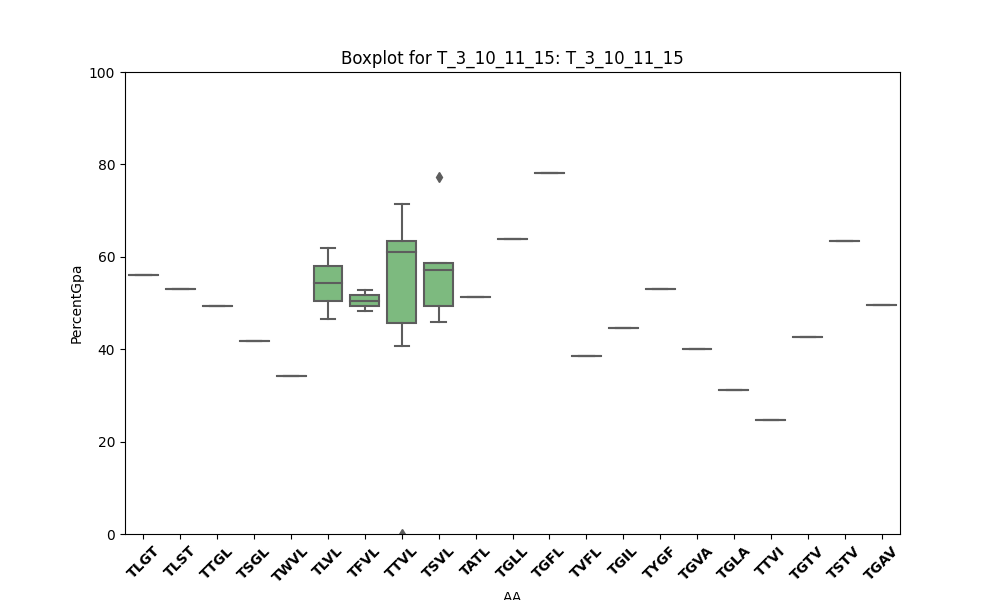 Boxplot for T_3_10_11_15: T_3_10_11_15
100
80
60
40
20
0
PercentGpa
TLGT
TLST
TTGL
TSGL
TWVL
TLVL
TFVL
TTVL
TSVL
TATL
TGLL
TGFL
TVFL
TGIL
TYGF
TGVA
TGLA
TTVI
TGTV
TSTV
TGAV
AA